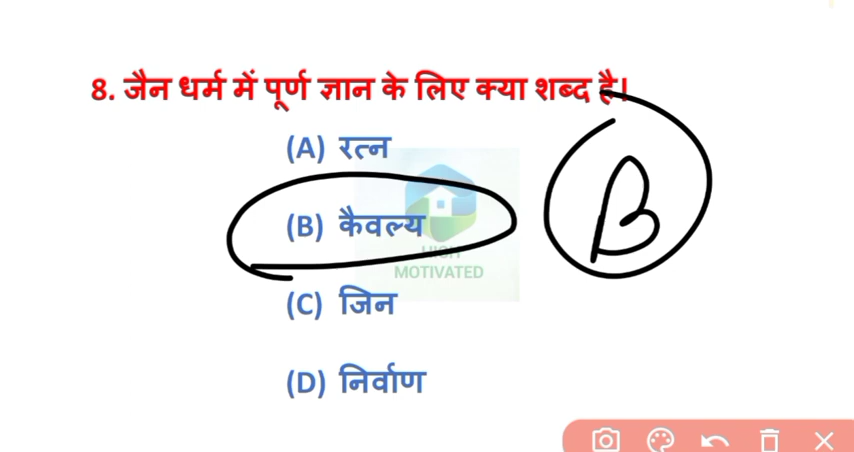 8. जैन धर्म में पूर्ण ज्ञान के लिए क्या शब्द है।
(A) रत्न
(B) कैवल्य
B
MOTIVATED
(C) जिन
(D) निर्वाण